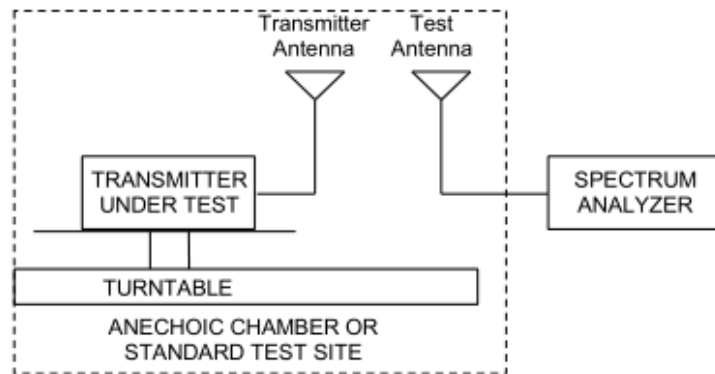 Transmitter
Antenna
Test
Antenna
TRANSMITTER
UNDER TEST
SPECTRUM
ANALYZER
TURNTABLE
ANECHOIC CHAMBER OR
STANDARD TEST SITE